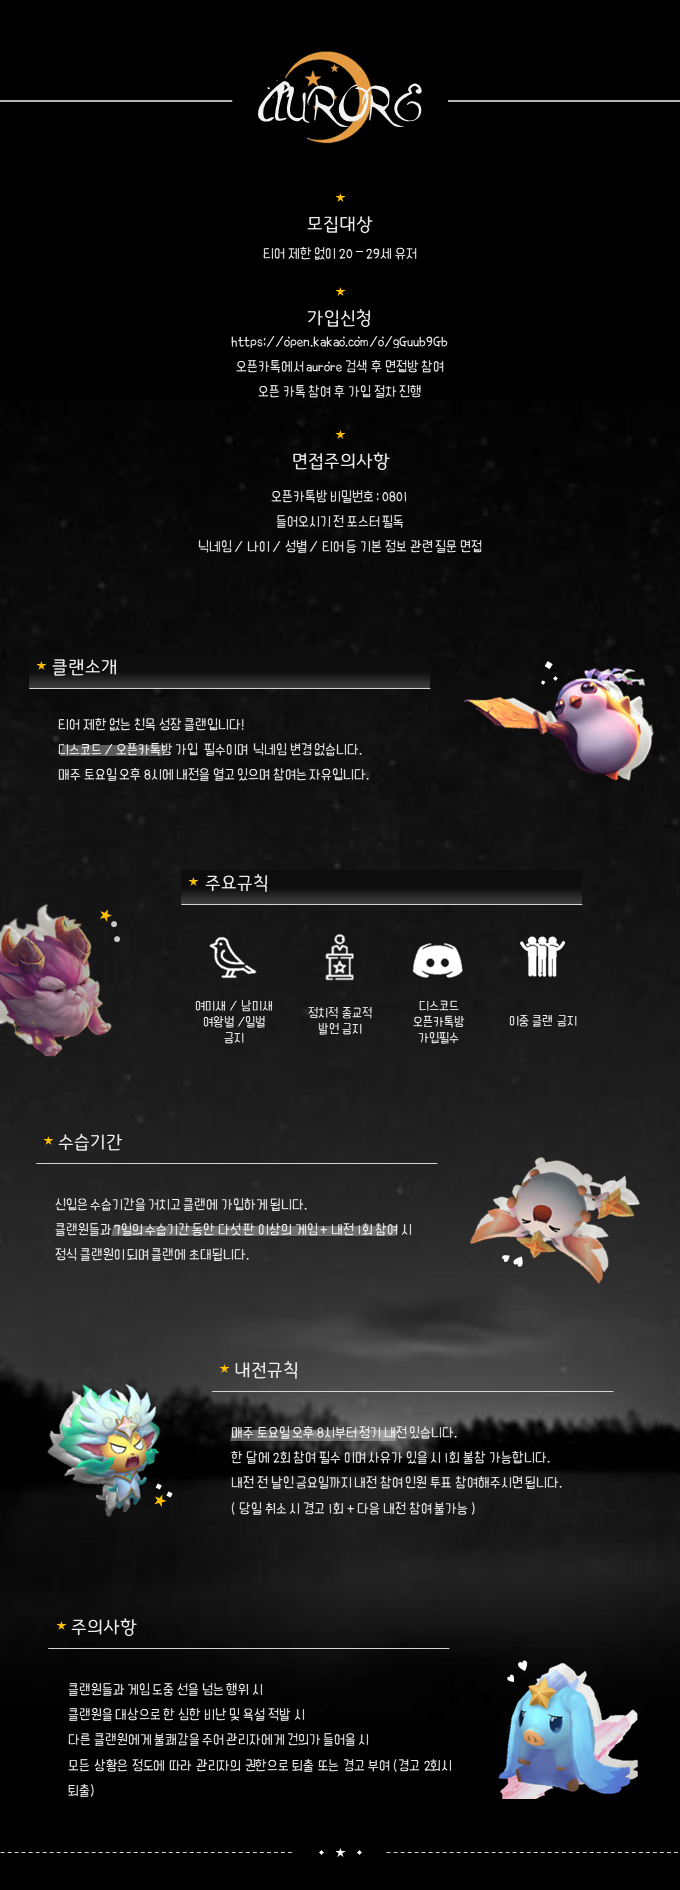 AURORE
모집대상
티어 제한 없이 20 - 29세 유저
가입신청
https://open.kakao.com/o/gGuub9Gb
오픈카톡에서 aurore 검색 후 면접방 참여
오픈 카톡 참여 후 가입 절차 진행
면접주의사항
오픈카톡방 비밀번호 : 0801
들어오시기 전 포스터 필독
닉네임 / 나이 / 성별 / 티어 등 기본 정보 관련 질문 면접
클랜소개
티어 제한 없는 친목 성장 클랜입니다!
디스코드 / 오픈카톡방 가입 필수이며 닉네임 변경 없습니다.
매주 토요일 오후 8시에 내전을 열고 있으며 참여는 자유입니다.
주요규칙
여미새 / 남미새
여왕벌 /일벌
금지
정치적 종교적
발언 금지
디스코드
오픈카톡방
가입필수
이중 클랜 금지
수습기간
신입은 수습기간을 거치고 클랜에 가입하게 됩니다.
클랜원들과 7일의 수습기간 동안 다섯 판 이상의 게임 + 내전 1회 참여 시
정식 클랜원이 되며 클랜에 초대됩니다.
내전규칙
매주 토요일 오후 8시부터 정기 내전 있습니다.
한 달에 2회 참여 필수 이며 사유가 있을 시 1회 불참 가능합니다.
내전 전 날인 금요일까지 내전 참여 인원 투표 참여해주시면 됩니다.
( 당일 취소 시 경고 1회 + 다음 내전 참여 불가능 )
주의사항
클랜원들과 게임 도중 선을 넘는 행위 시
클랜원을 대상으로 한 심한 비난 및 욕설 적발 시
다른 클랜원에게 불쾌감을 주어 관리자에게 건의가 들어올 시
모든 상황은 정도에 따라 관리자의 권한으로 퇴출 또는 경고 부여 (경고 2회시
퇴출)